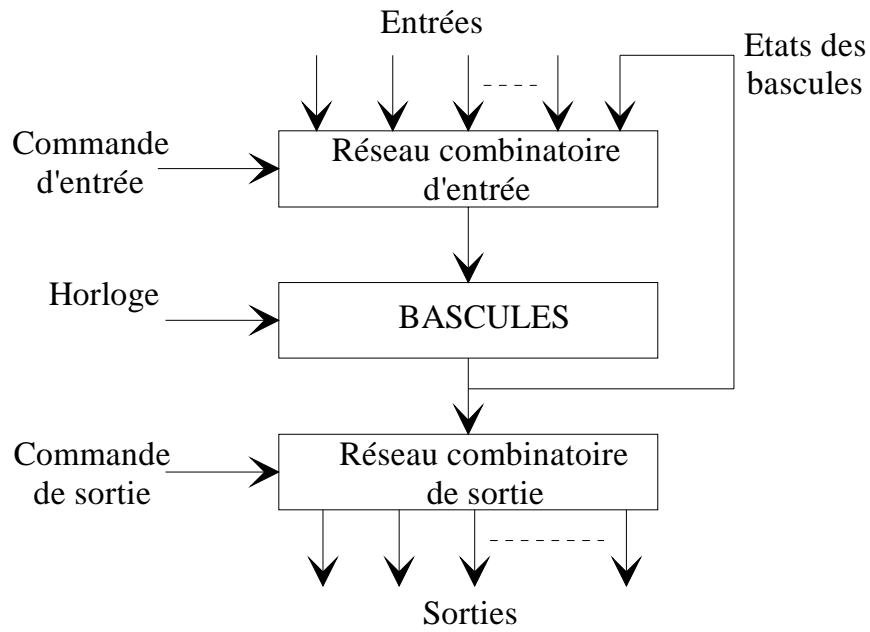 Entrées
Etats des
bascules
Commande
d'entrée
Réseau combinatoire
d'entrée
Horloge
BASCULES
Commande
de sortie
Réseau combinatoire
de sortie
Sorties